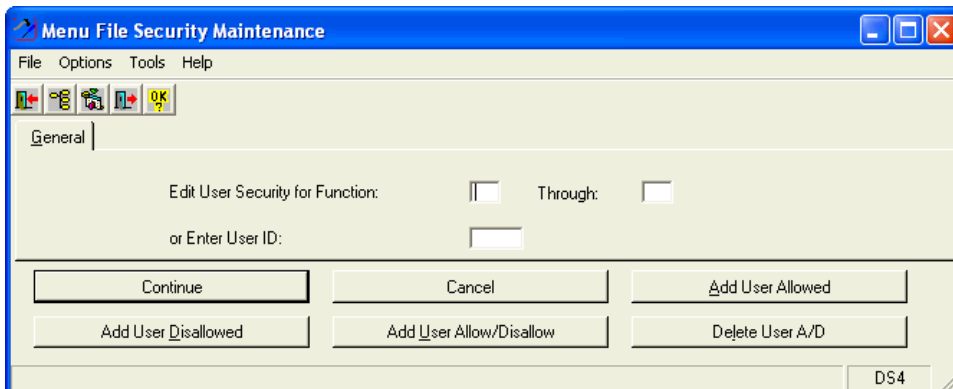 Menu File Security Maintenance
File Options Tools Help
OK ?
General
Edit User Security for Function: Through:
or Enter User ID:
Continue Cancel Add User Allowed
Add User Disallowed Add User Allow/Disallow Delete User A/D
DS4